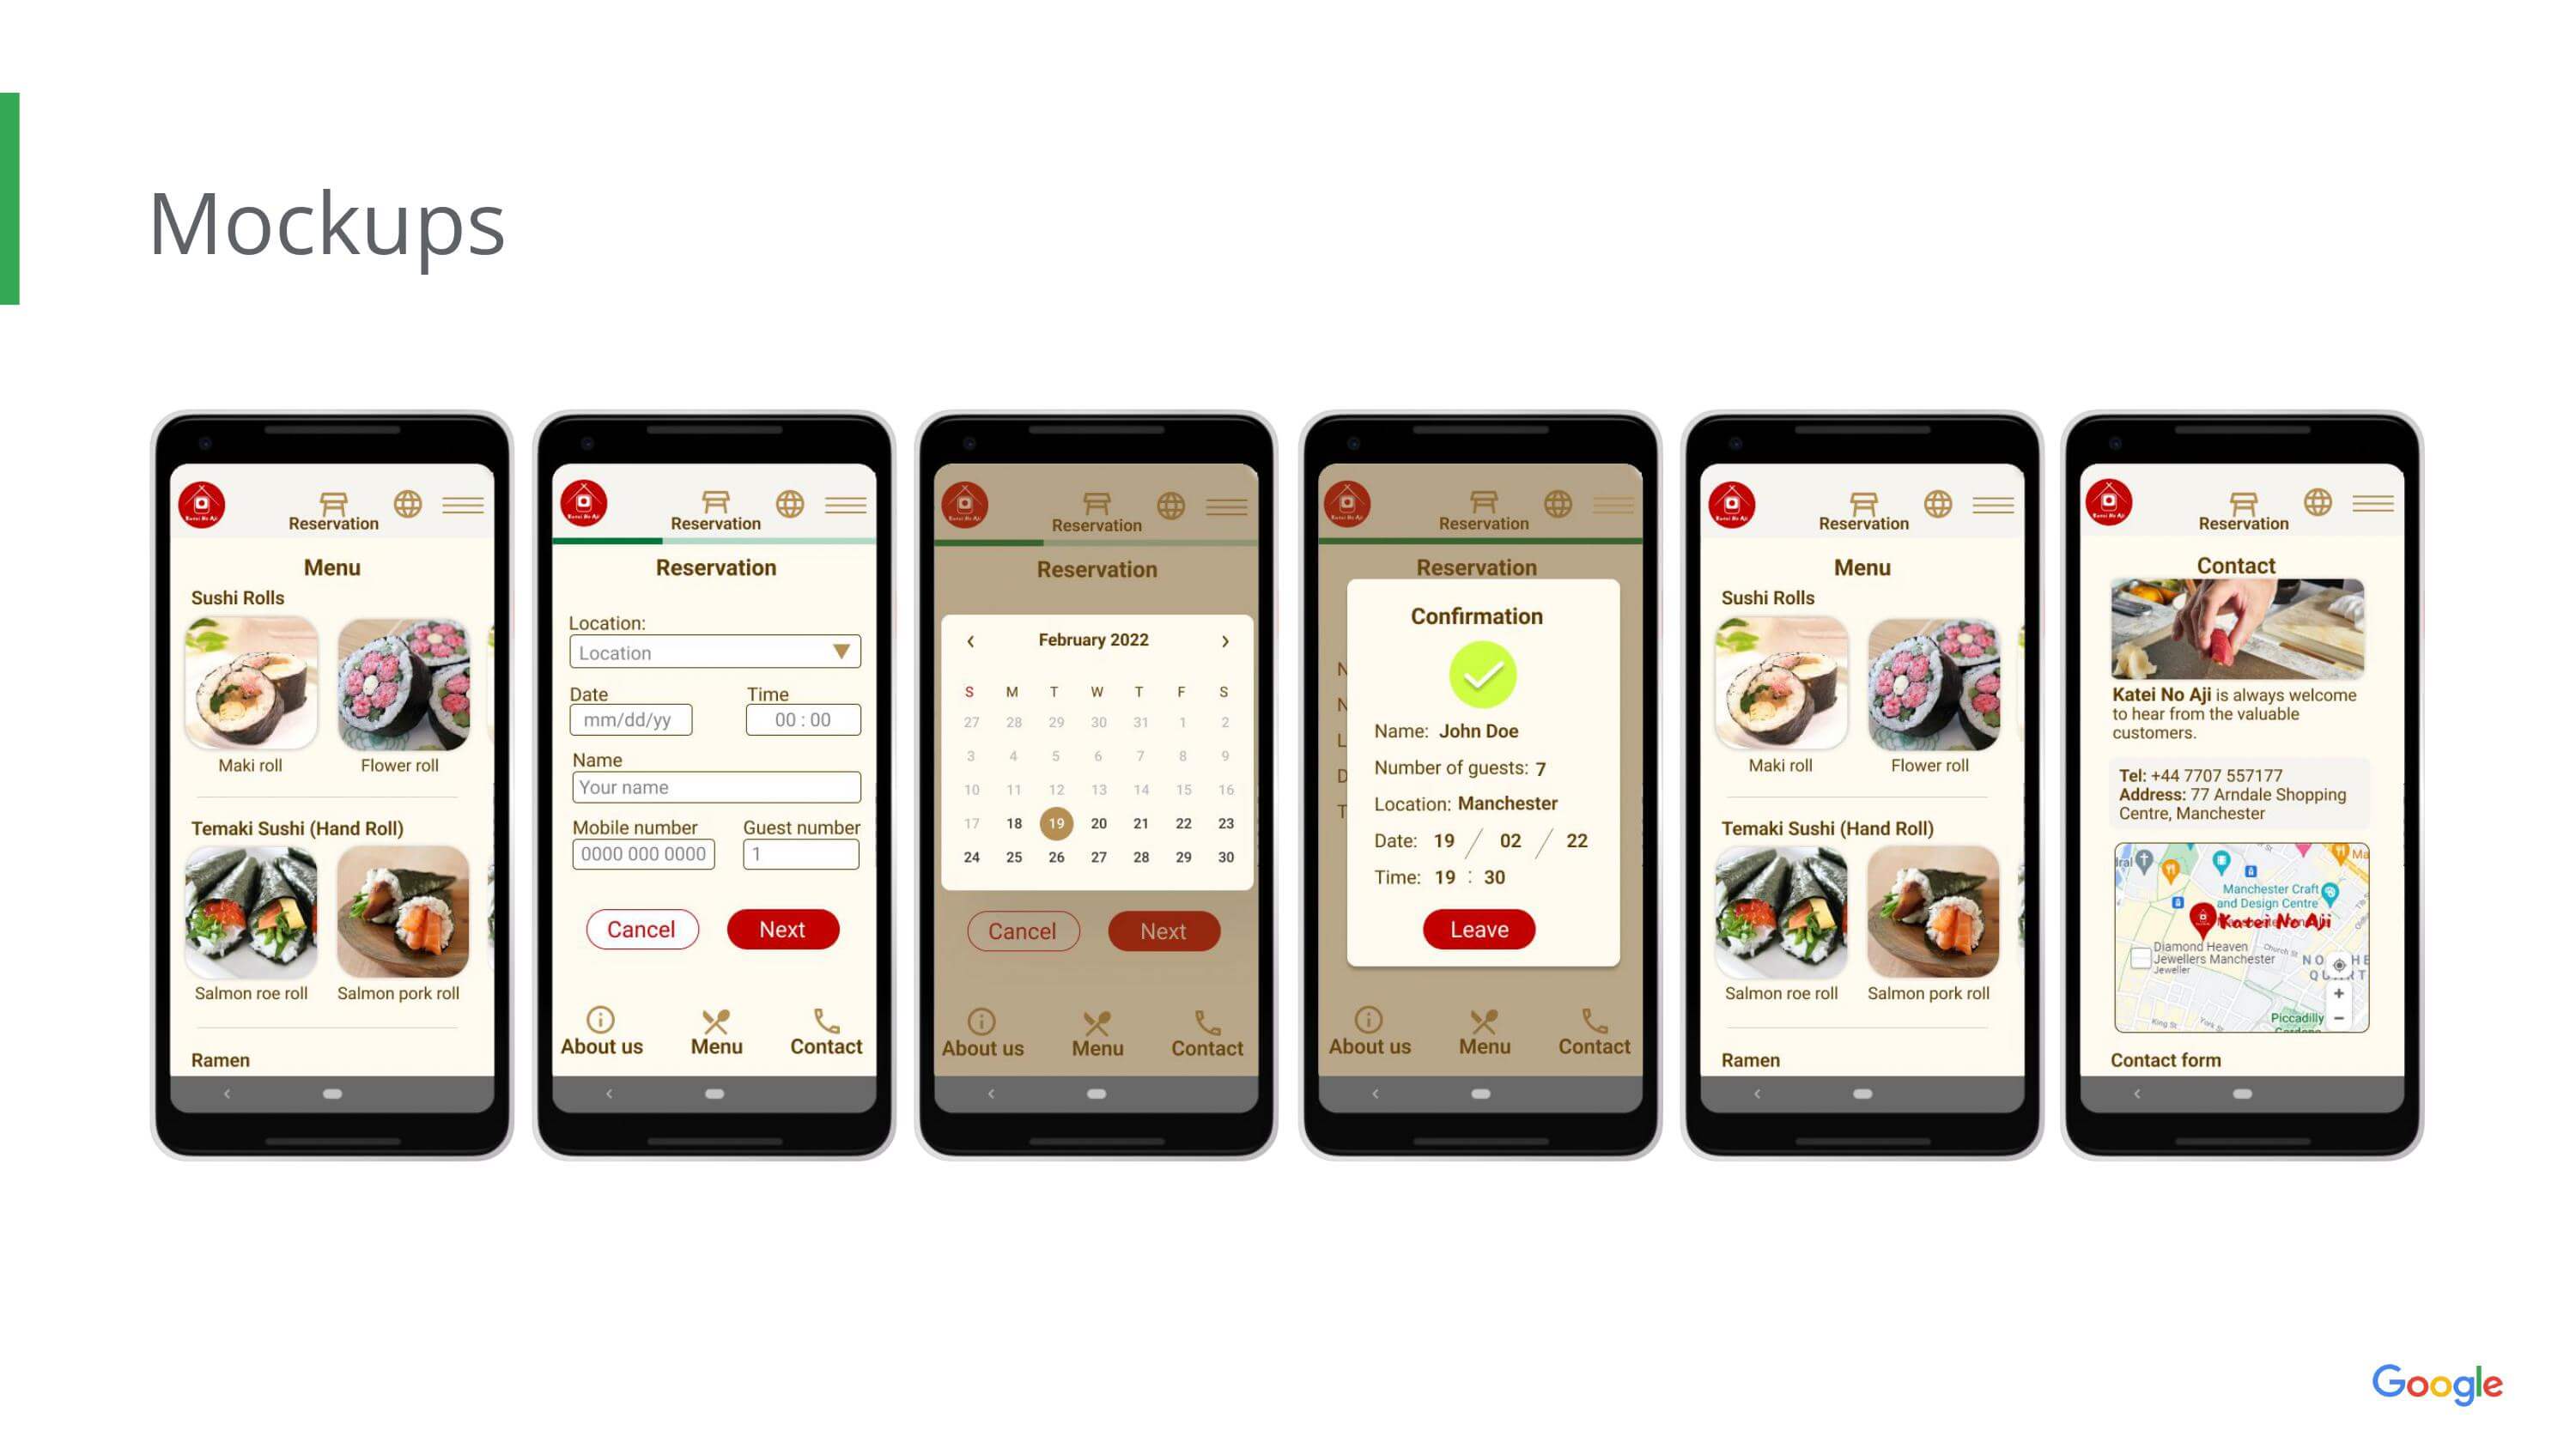 Mockups
Reservation
Menu
Sushi Rolls
Maki roll
Flower roll
Temaki Sushi (Hand Roll)
Salmon roe roll
Salmon pork roll
Ramen
Reservation
Reservation
Location:
Location
Date
Time
mm/dd/yy
00 : 00
Name
Your name
Mobile number
Guest number
0000 000 0000
1
Cancel
Next
About us
Menu
Contact
Reservation
Reservation
February 2022
S M T W T F S
27 28 29 30 31 1 2
3 4 5 6 7 8 9
10 11 12 13 14 15 16
17 18 19 20 21 22 23
24 25 26 27 28 29 30
Cancel
Next
About us
Menu
Contact
Reservation
Reservation
Confirmation
N
N
L
D
T
Name: John Doe
Number of guests: 7
Location: Manchester
Date: 19 / 02 / 22
Time: 19 : 30
Leave
About us
Menu
Contact
Reservation
Menu
Sushi Rolls
Maki roll
Flower roll
Temaki Sushi (Hand Roll)
Salmon roe roll
Salmon pork roll
Ramen
Reservation
Contact
Katei No Aji is always welcome
to hear from the valuable
customers.
Tel: +44 7707 557177
Address: 77 Arndale Shopping
Centre, Manchester
Manchester Craft
and Design Centre
Katei No Aji
Diamond Heaven
Jewellers Manchester
Jeweller
Church St
King St
York St
Piccadilly
Contact form
Google